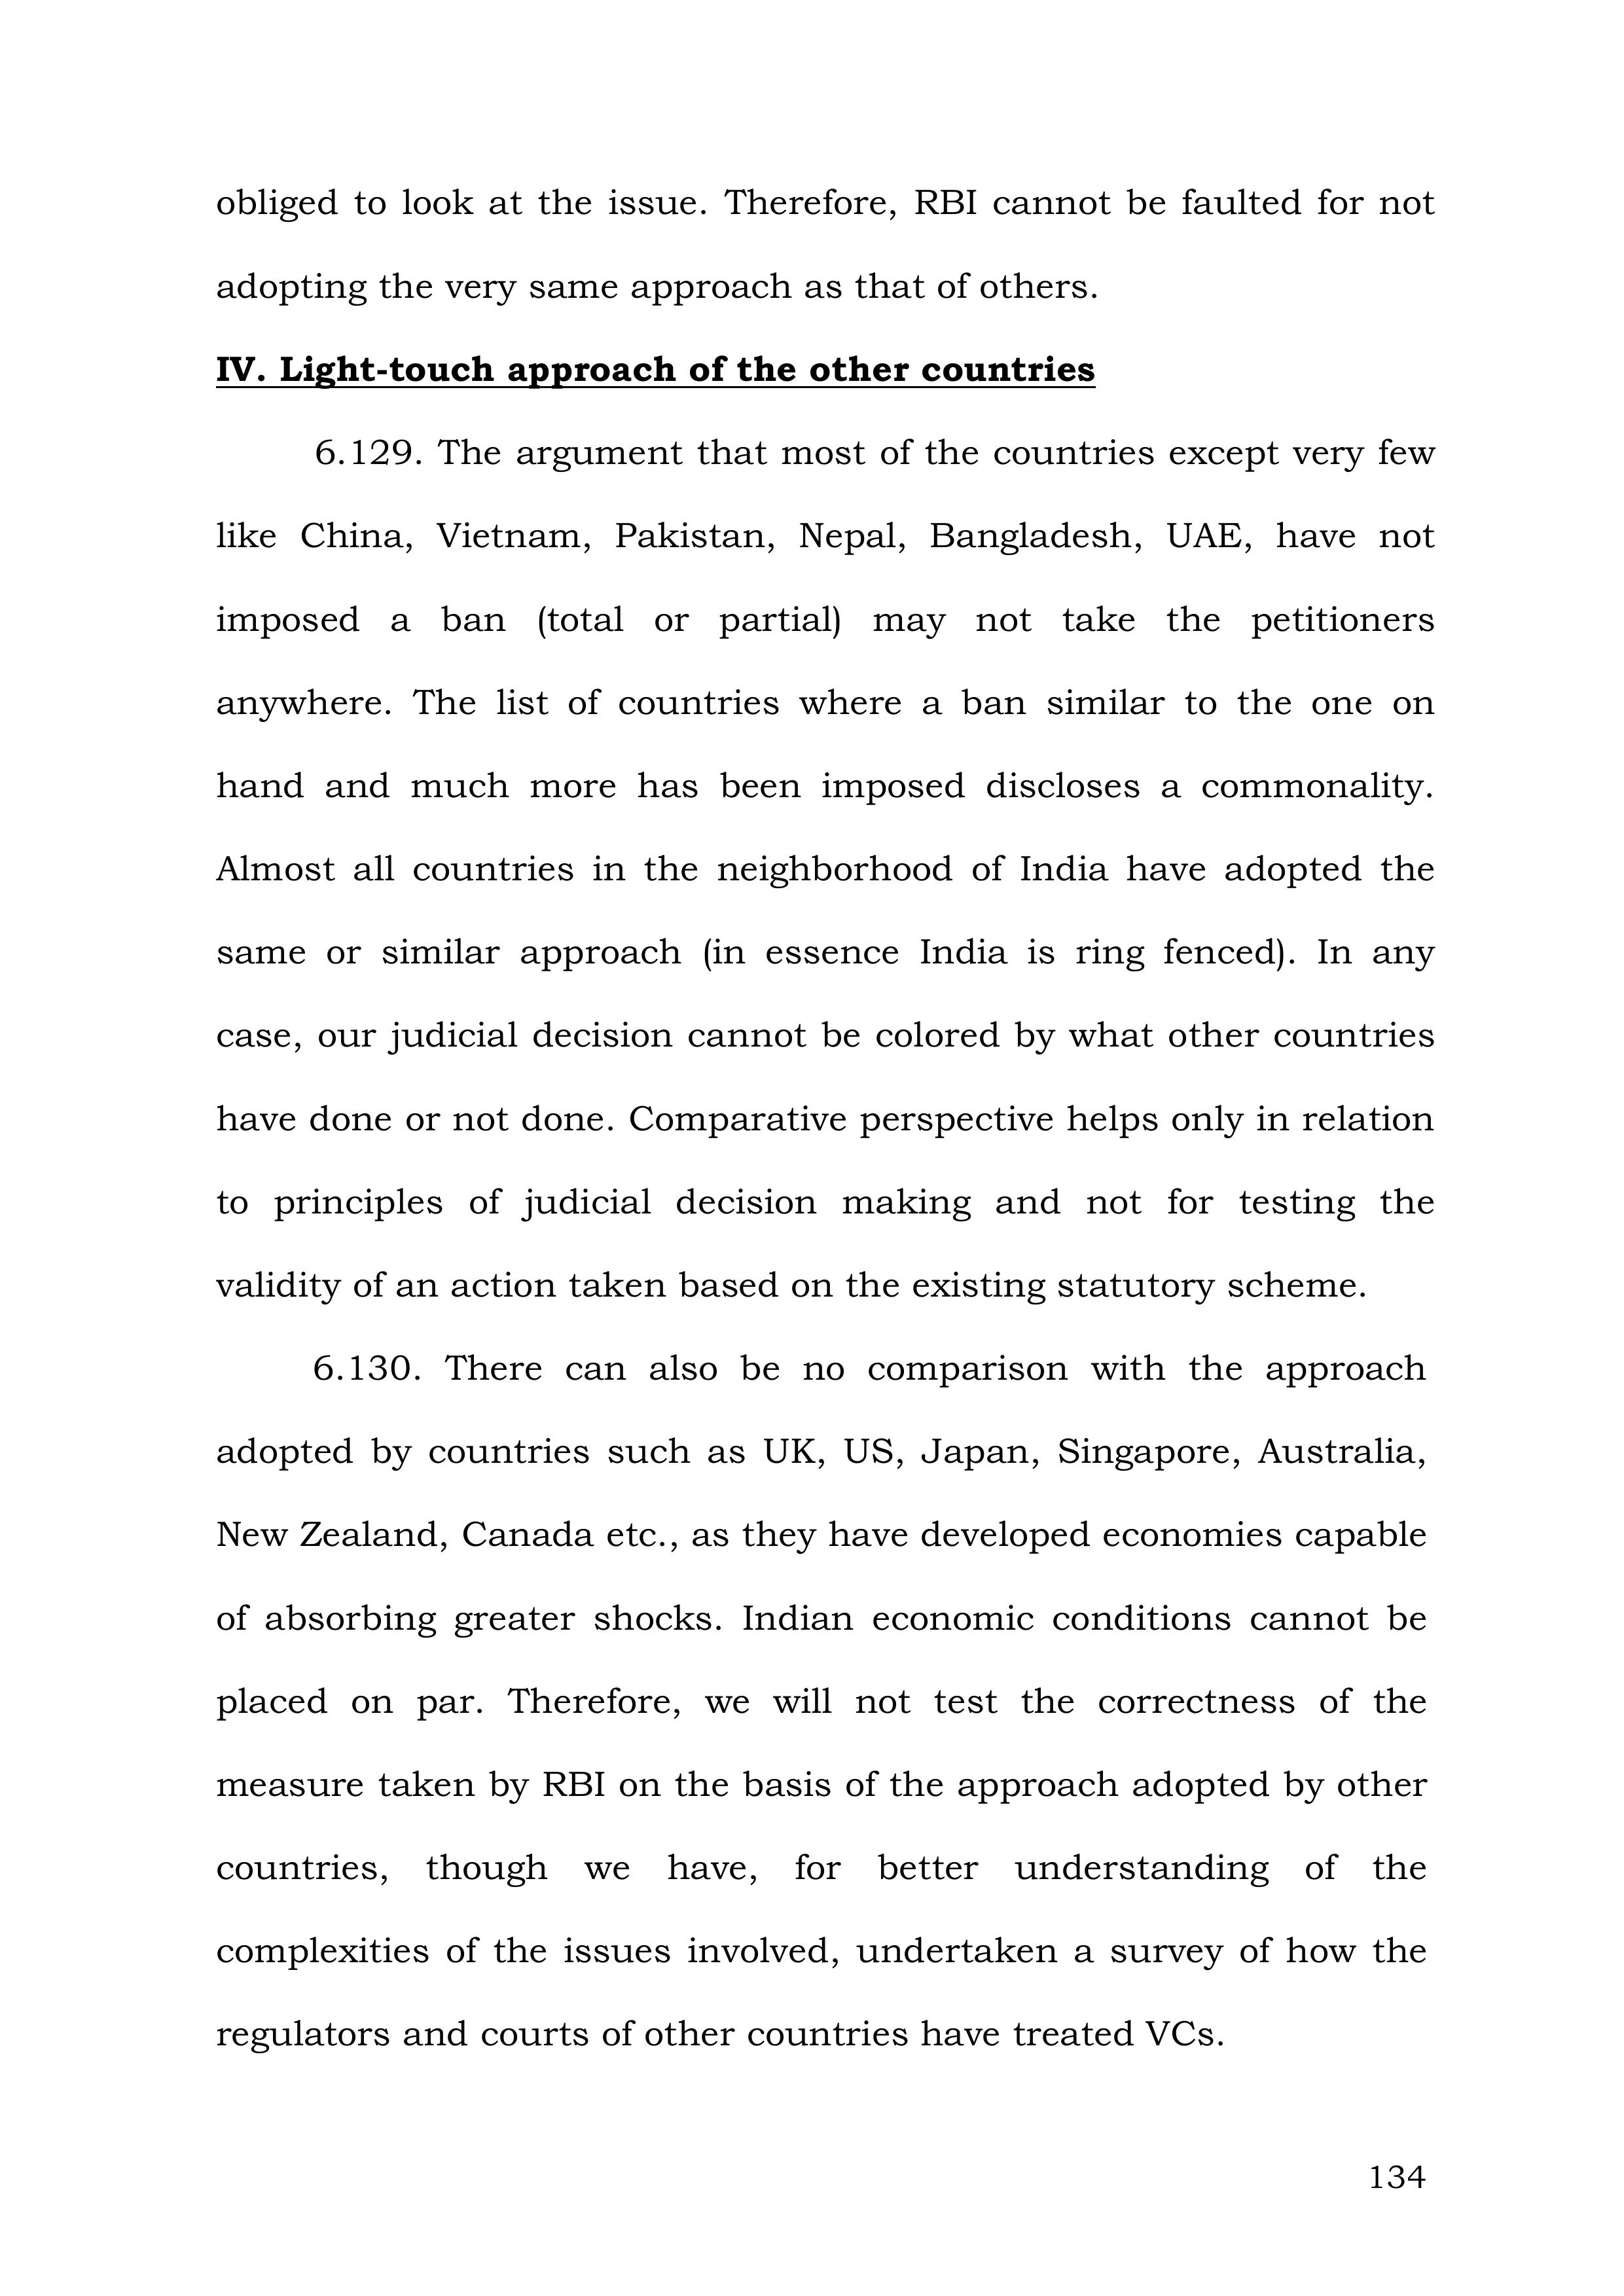 obliged to look at the issue. Therefore, RBI cannot be faulted for not
adopting the very same approach as that of others.
IV. Light-touch approach of the other countries
6.129. The argument that most of the countries except very few
like China, Vietnam, Pakistan, Nepal, Bangladesh, UAE, have not
imposed a ban (total or partial) may not take the petitioners
anywhere. The list of countries where a ban similar to the one on
hand and much more has been imposed discloses a commonality.
Almost all countries in the neighborhood of India have adopted the
same or similar approach (in essence India is ring fenced). In any
case, our judicial decision cannot be colored by what other countries
have done or not done. Comparative perspective helps only in relation
to principles of judicial decision making and not for testing the
validity of an action taken based on the existing statutory scheme.
6.130. There can also be no comparison with the approach
adopted by countries such as UK, US, Japan, Singapore, Australia,
New Zealand, Canada etc., as they have developed economies capable
of absorbing greater shocks. Indian economic conditions cannot be
placed on par. Therefore, we will not test the correctness of the
measure taken by RBI on the basis of the approach adopted by other
countries, though we have, for better understanding of the
complexities of the issues involved, undertaken a survey of how the
regulators and courts of other countries have treated VCs.
134